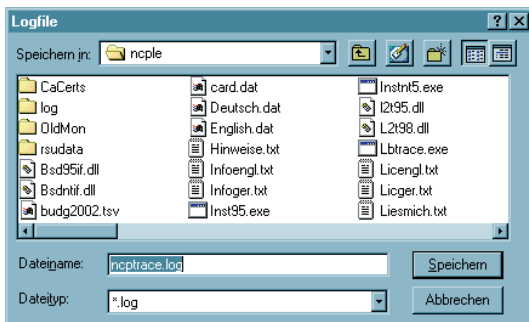 Logfile
Speichern in: ncple
CaCerts
log
OldMon
rsudata
Bsd95if.dll
Bsdntif.dll
budg2002.tsv
card.dat
Deutsch.dat
English.dat
Hinweise.txt
Infoengl.txt
Infoger.txt
Inst95.exe
Instnt5.exe
l2t95.dll
L2t98.dll
Lbtrace.exe
Licengl.txt
Licger.txt
Liesmich.txt
Dateiname: ncptrace.log Speichern
Dateityp: *.log Abbrechen